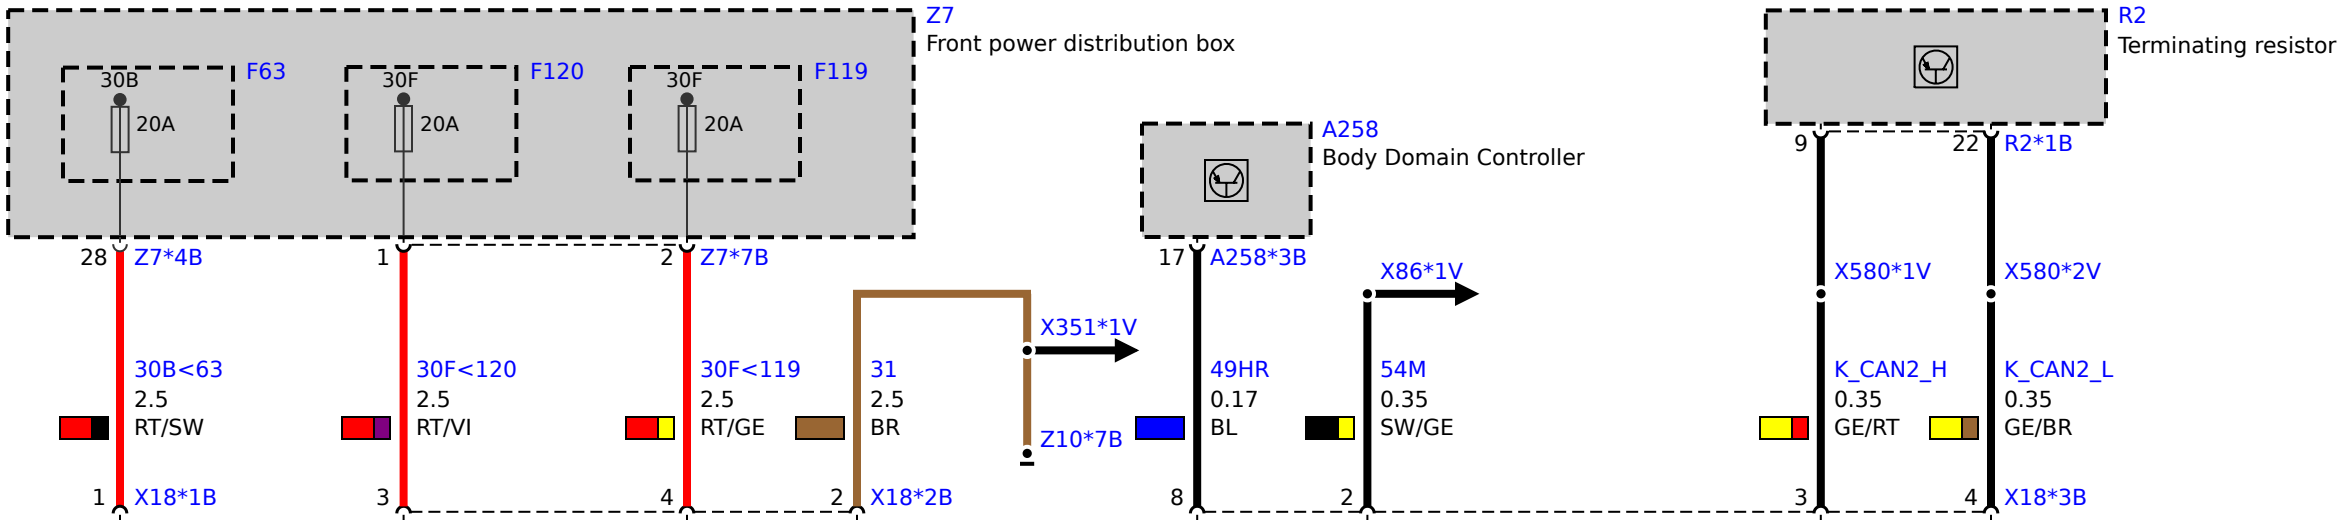 Z7
Front power distribution box
R2
Terminating resistor
30B
F63
30F
F120
30F
F119
20A
20A
20A
A258
Body Domain Controller
9
22
R2*1B
28
Z7*4B
1
2
Z7*7B
17
A258*3B
X86*1V
X580*1V
X580*2V
X351*1V
30B<63
2.5
RT/SW
30F<120
2.5
RT/VI
30F<119
2.5
RT/GE
31
2.5
BR
Z10*7B
49HR
0.17
BL
54M
0.35
SW/GE
K_CAN2_H
0.35
GE/RT
K_CAN2_L
0.35
GE/BR
1
X18*1B
3
4
2
X18*2B
8
2
3
4
X18*3B